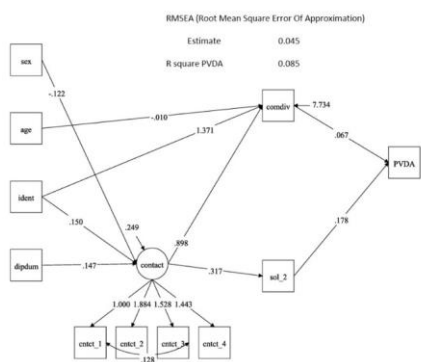 RMSEA (Root Mean Square Error Of Approximation)
Estimate 0.045
R square PVDA 0.085
sex
-.122
comdiv
7.734
age
-.010
1.371
.067
PVDA
ident
.150
.249
.898
.178
dipdum
.147
contact
.317
sol_2
1.000 1.884 1.528 1.443
cntct_1 cntct_2 cntct_3 cntct_4
.128